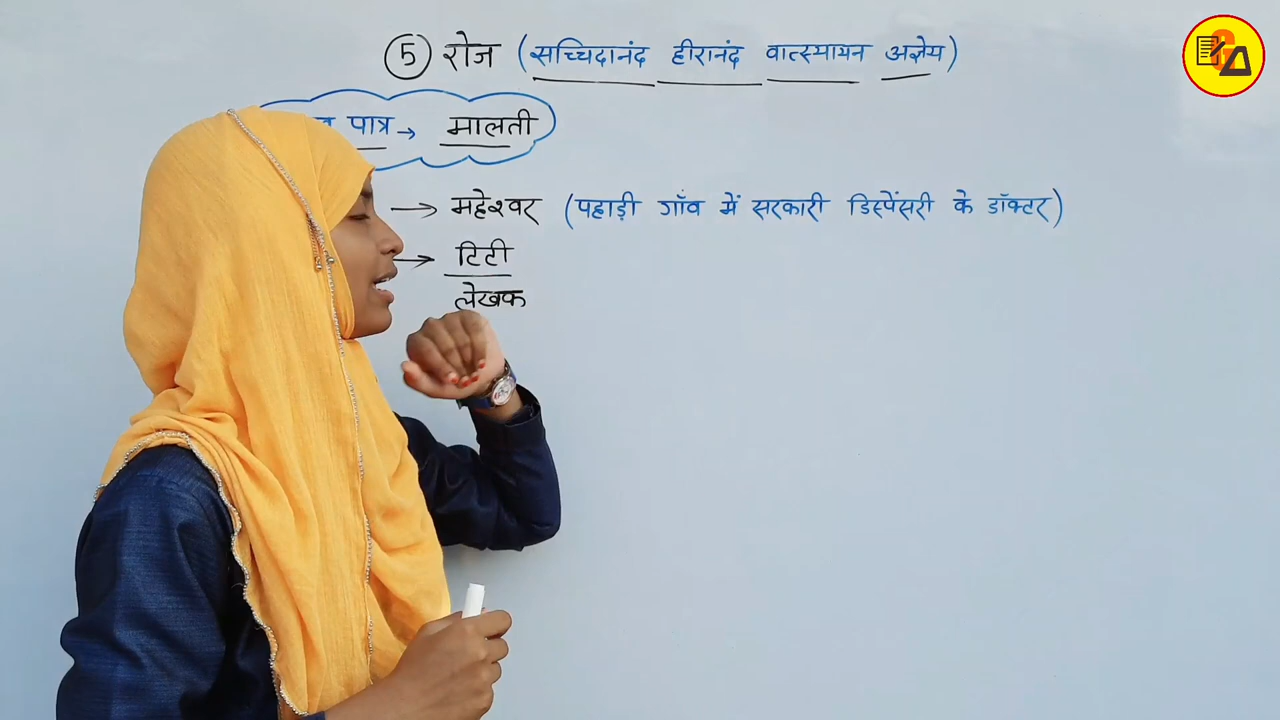 5 रोज (सच्चिदानंद हीरानंद वात्स्यायन अज्ञेय)
पात्र → मालती
→ महेश्वर (पहाड़ी गाँव में सरकारी डिस्पेंसरी के डॉक्टर)
→ टिटी
लेखक